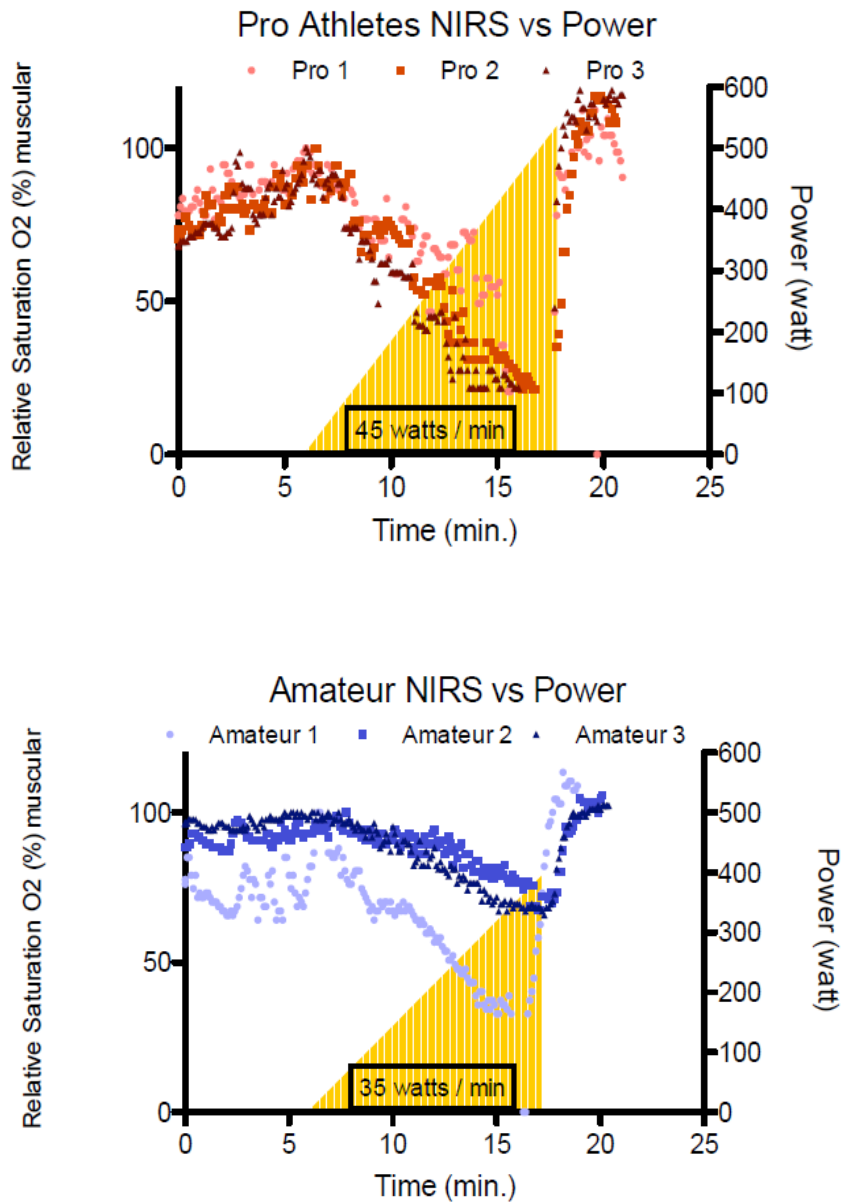 Pro Athletes NIRS vs Power
Pro 1 Pro 2 Pro 3
Relative Saturation O2 (%) muscular
100
50
0
600
500
400
300
200
100
0
Power (watt)
45 watts / min
0 5 10 15 20 25
Time (min.)
Amateur NIRS vs Power
Amateur 1 Amateur 2 Amateur 3
Relative Saturation O2 (%) muscular
100
50
0
600
500
400
300
200
100
0
Power (watt)
35 watts / min
0 5 10 15 20 25
Time (min.)